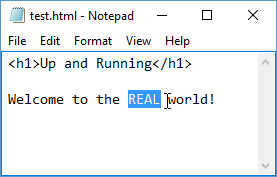 test.html - Notepad
File Edit Format View Help
<h1>Up and Running</h1>
Welcome to the REAL world!